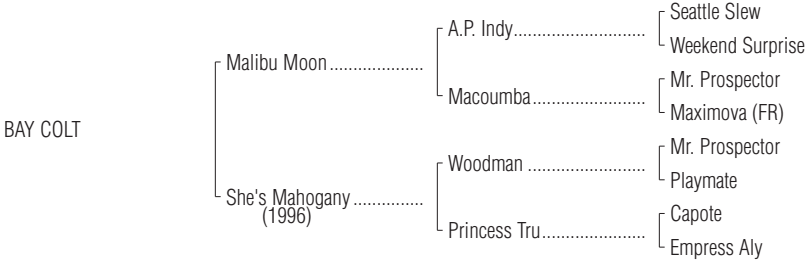 Seattle Slew
A.P. Indy............................
Weekend Surprise
Malibu Moon....................
Mr. Prospector
Macoumba........................
Maximova (FR)
BAY COLT
Mr. Prospector
Woodman.........................
Playmate
She's Mahogany...............
(1996)
Capote
Princess Tru......................
Empress Aly